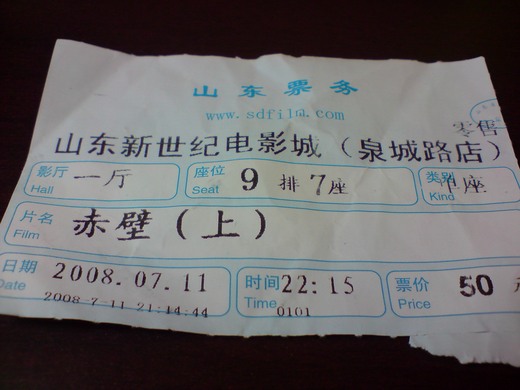 山东票务
www.sdfilm.com
零售
山东新世纪电影城（泉城路店）
影厅 Hall 一厅 座位 Seat 9 排 7座 类别 Kind 单座
片名 Film 赤壁（上）
日期 Date 2008.07.11 时间 Time 22:15 票价 Price 50 元
2008-7-11 21:14:44 0101